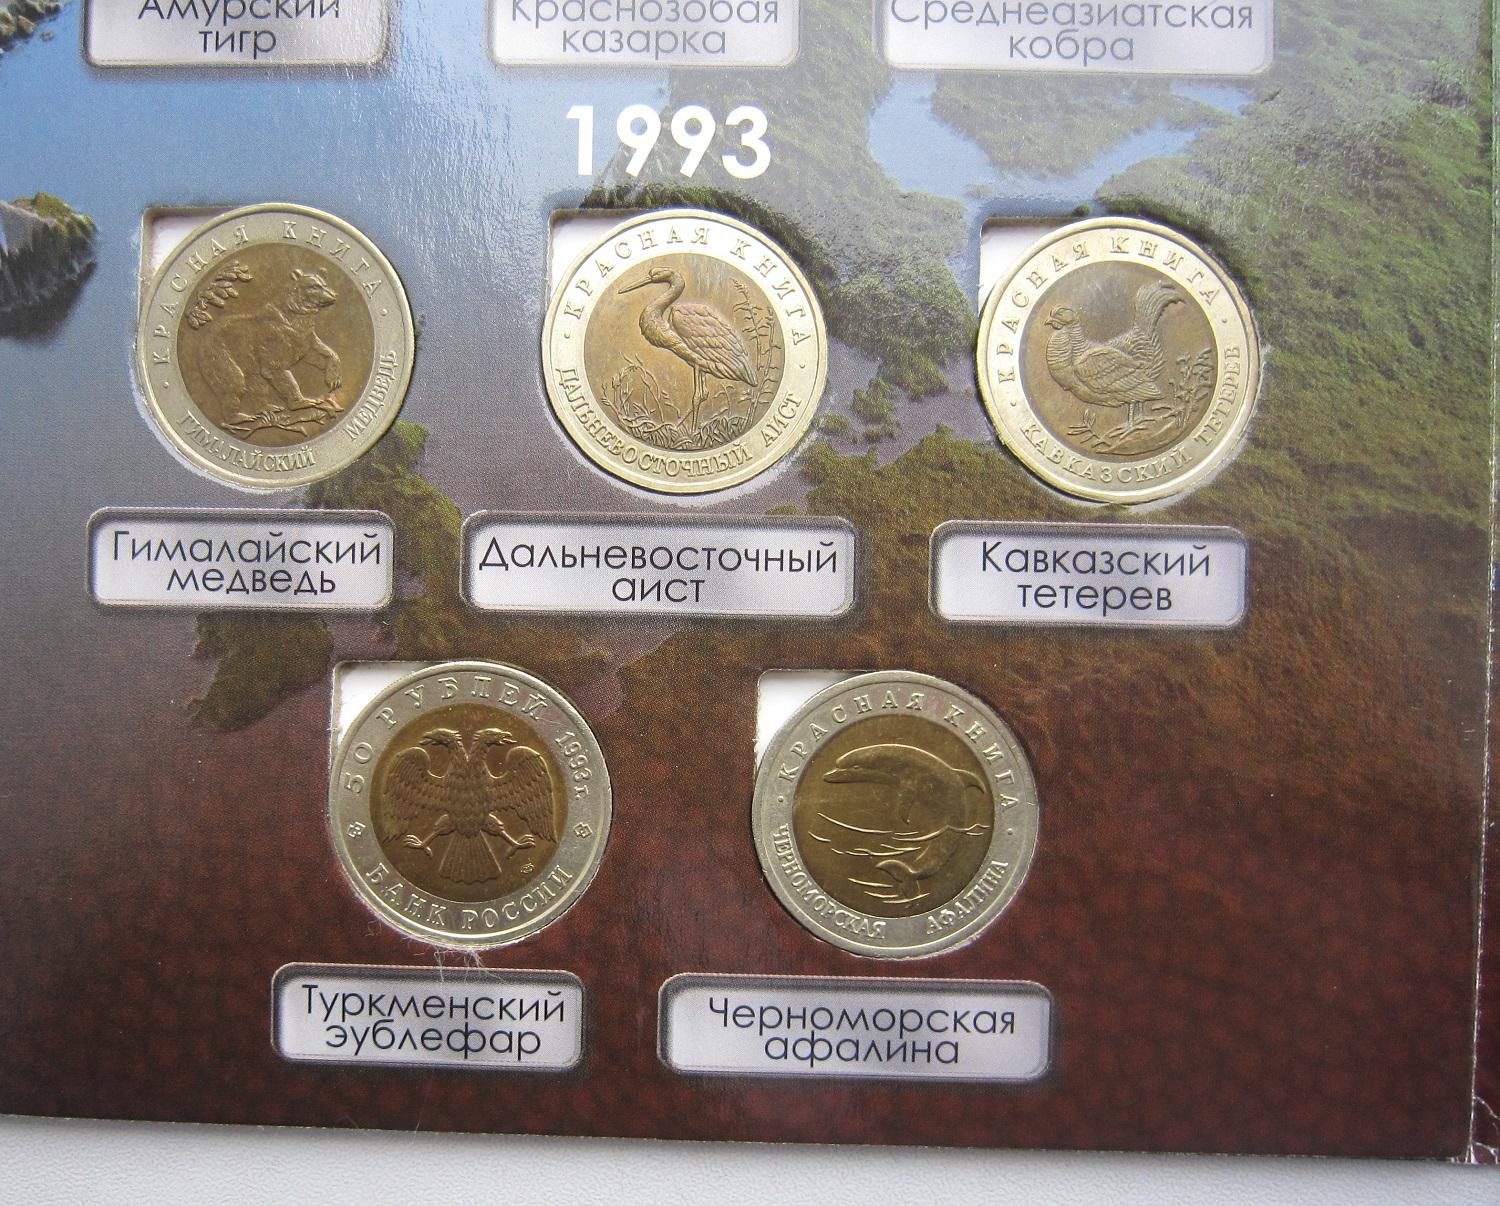 Амурский
тигр
Краснозобая
казарка
Среднеазиатская
кобра
1993
КРАСНАЯ КНИГА
ГИМАЛАЙСКИЙ МЕДВЕДЬ
КРАСНАЯ КНИГА
ДАЛЬНЕВОСТОЧНЫЙ АИСТ
КРАСНАЯ КНИГА
КАВКАЗСКИЙ ТЕТЕРЕВ
Гималайский
медведь
Дальневосточный
аист
Кавказский
тетерев
50 РУБЛЕЙ 1993 г.
БАНК РОССИИ
КРАСНАЯ КНИГА
ЧЕРНОМОРСКАЯ АФАЛИНА
Туркменский
эублефар
Черноморская
афалина